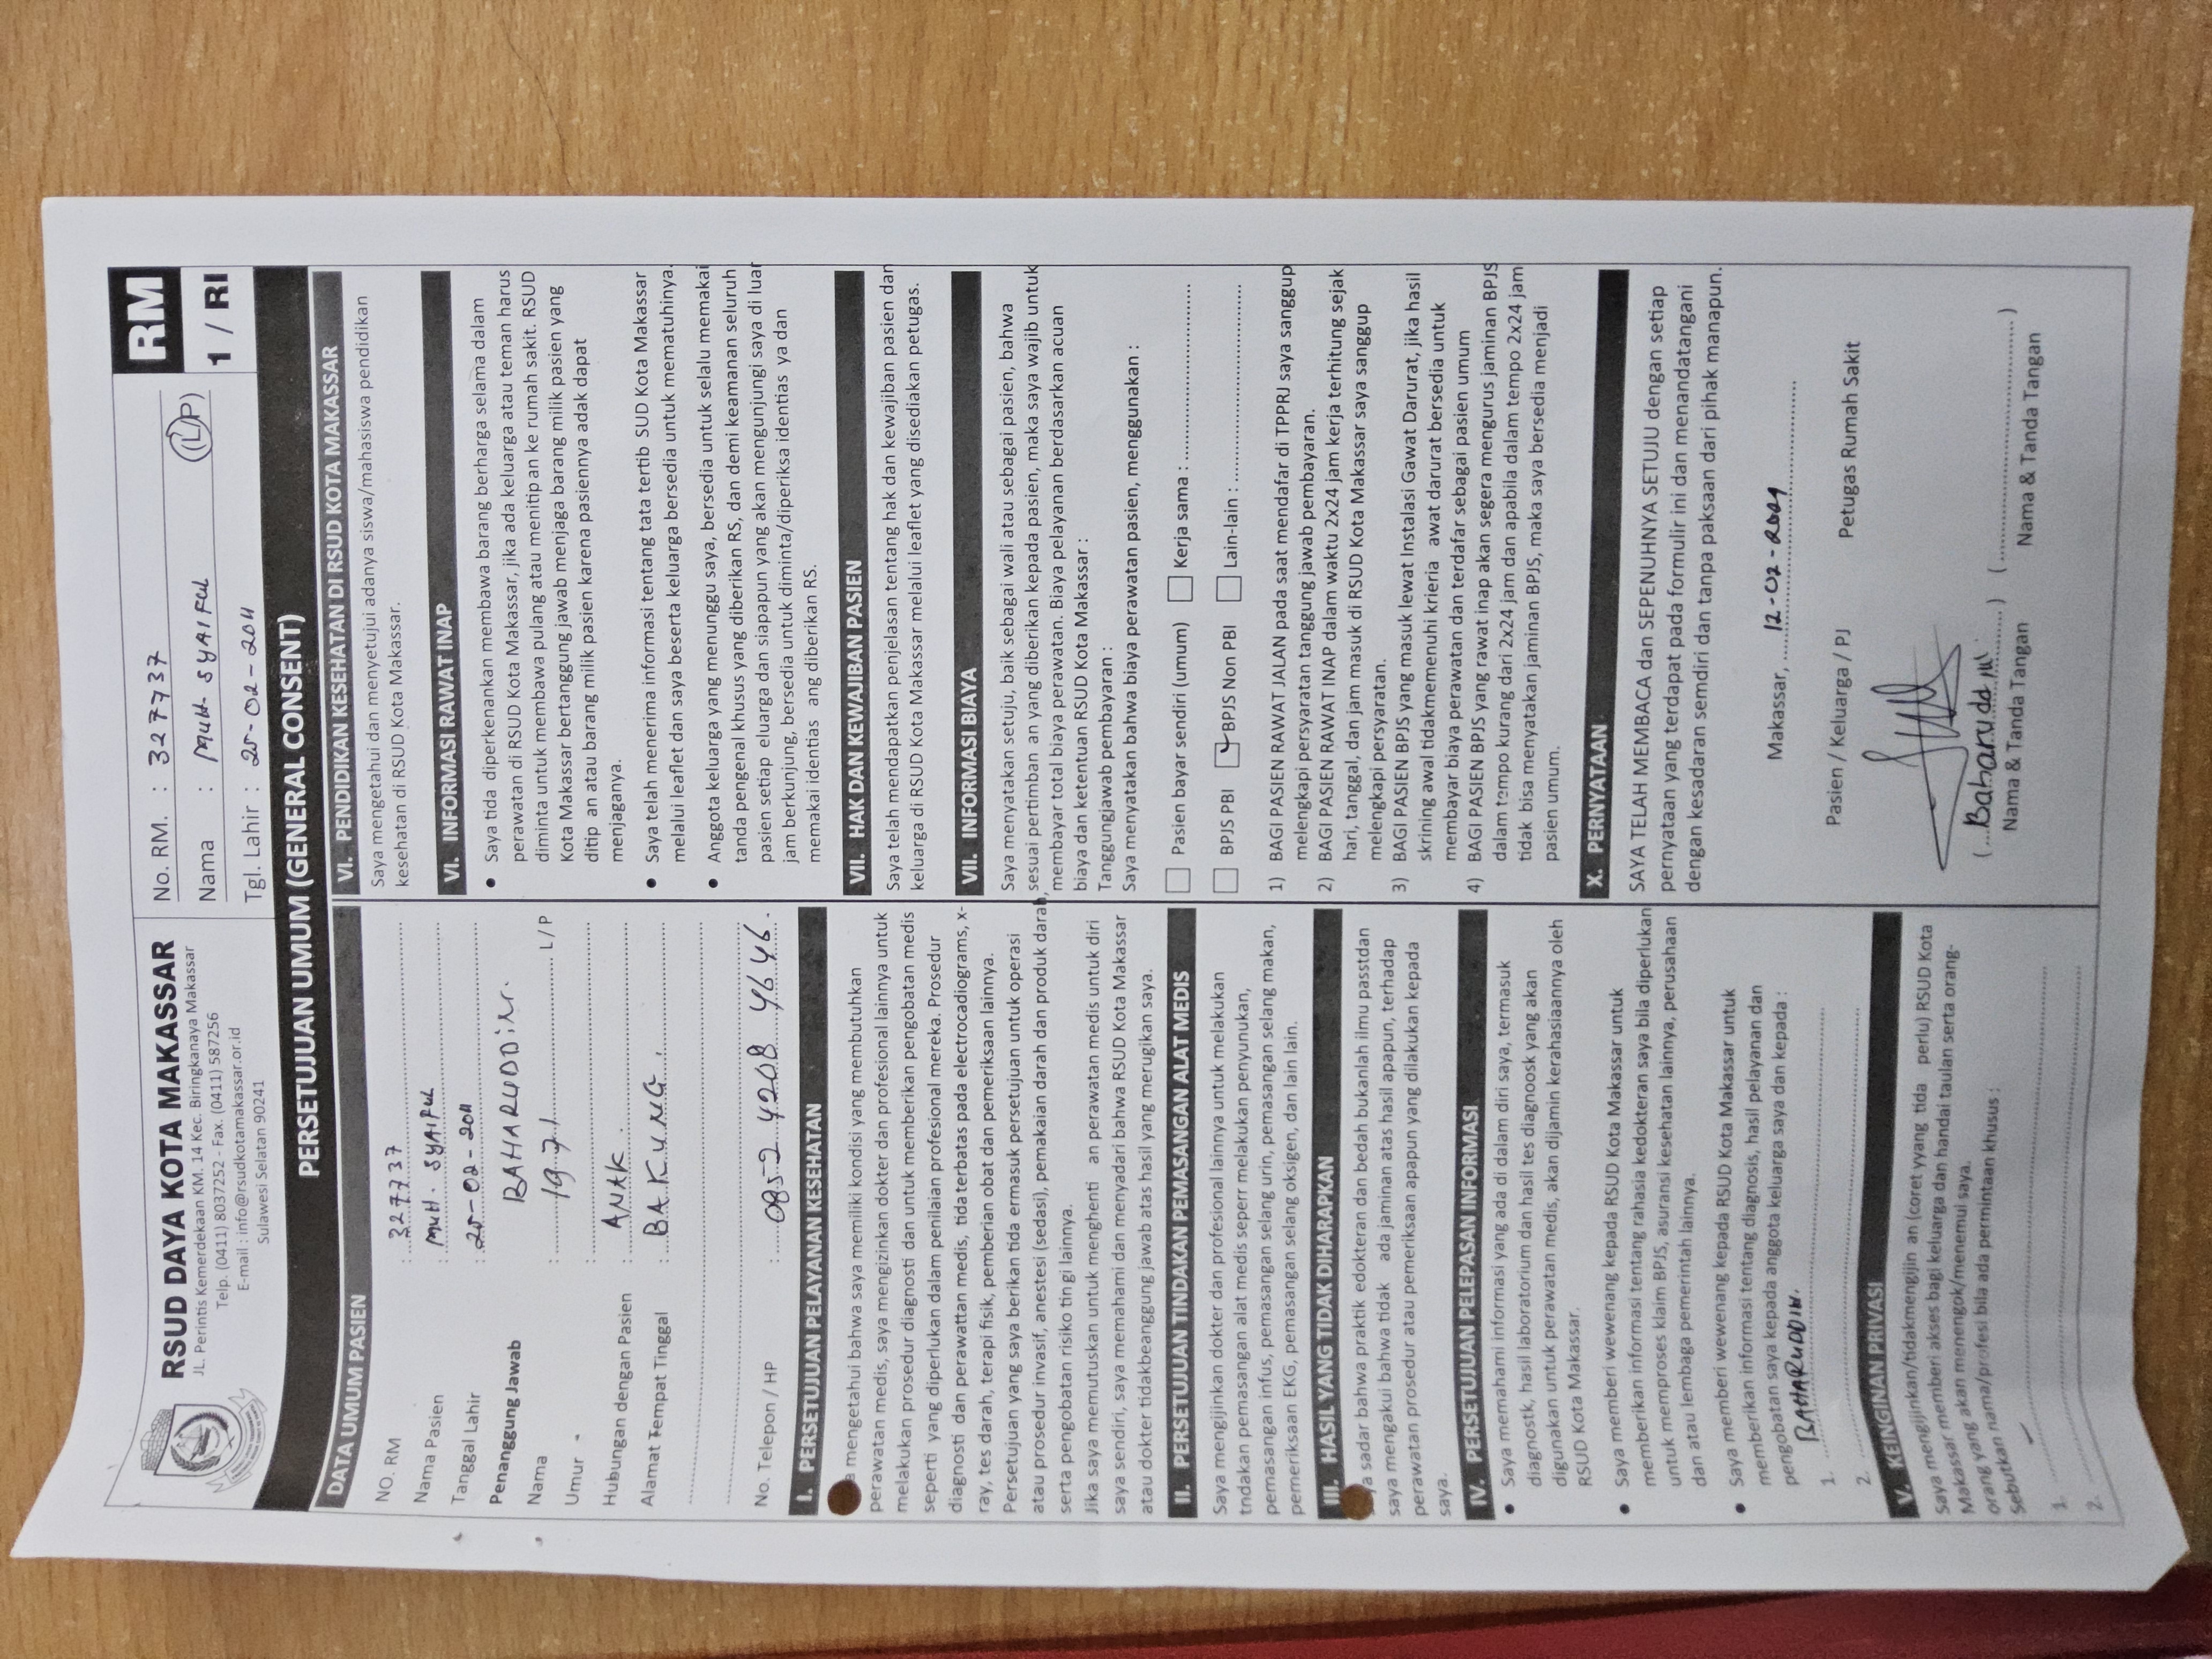 RSUD DAYA KOTA MAKASSAR
JL. Perintis Kemerdekaan KM. 14 Kec. Biringkanaya Makassar
Telp. (0411) 8037252 - Fax. (0411) 587256
E-mail : info@rsudkotamakassar.or.id
Sulawesi Selatan 90241
No. RM. : 327737
Nama : MUH. SYAIFUL (L/P)
Tgl. Lahir : 25-02-2011
RM
1 / RI
PERSETUJUAN UMUM (GENERAL CONSENT)
DATA UMUM PASIEN
NO. RM : 327737
Nama Pasien : MUH. SYAIFUL
Tanggal Lahir : 25-02-2011
Penanggung Jawab
Nama : BAHARUDDIN. L/P
Umur : 1971
Hubungan dengan Pasien : ANAK.
Alamat Tempat Tinggal : BAKUNG.
No. Telepon / HP : 0852 4208 4646.
I. PERSETUJUAN PELAYANAN KESEHATAN
a mengetahui bahwa saya memiliki kondisi yang membutuhkan
perawatan medis, saya mengizinkan dokter dan profesional lainnya untuk
melakukan prosedur diagnosti dan untuk memberikan pengobatan medis
seperti yang diperlukan dalam penilaian profesional mereka. Prosedur
diagnosti dan perawattan medis, tida terbatas pada electrocadiograms, x-
ray, tes darah, terapi fisik, pemberian obat dan pemeriksaan lainnya.
Persetujuan yang saya berikan tida ermasuk persetujuan untuk operasi
atau prosedur invasif, anestesi (sedasi), pemakaian darah dan produk darah,
serta pengobatan risiko tin gi lainnya.
Jika saya memutuskan untuk menghenti an perawatan medis untuk diri
saya sendiri, saya memahami dan menyadari bahwa RSUD Kota Makassar
atau dokter tidakbeanggung jawab atas hasil yang merugikan saya.
II. PERSETUJUAN TINDAKAN PEMASANGAN ALAT MEDIS
Saya mengijinkan dokter dan profesional lainnya untuk melakukan
tndakan pemasangan alat medis seperr melakukan penyunukan,
pemasangan infus, pemasangan selang urin, pemasangan selang makan,
pemeriksaan EKG, pemasangan selang oksigen, dan lain lain.
III. HASIL YANG TIDAK DIHARAPKAN
ya sadar bahwa praktik edokteran dan bedah bukanlah ilmu passtdan
saya mengakui bahwa tidak ada jaminan atas hasil apapun, terhadap
perawatan prosedur atau pemeriksaan apapun yang dilakukan kepada
saya.
IV. PERSETUJUAN PELEPASAN INFORMASI
• Saya memahami informasi yang ada di dalam diri saya, termasuk
diagnostk, hasil laboratorium dan hasil tes diagnoosk yang akan
digunakan untuk perawatan medis, akan dijamin kerahasiaannya oleh
RSUD Kota Makassar.
• Saya memberi wewenang kepada RSUD Kota Makassar untuk
memberikan informasi tentang rahasia kedokteran saya bila diperlukan
untuk memproses klaim BPJS, asuransi kesehatan lainnya, perusahaan
dan atau lembaga pemerintah lainnya.
• Saya memberi wewenang kepada RSUD Kota Makassar untuk
memberikan informasi tentang diagnosis, hasil pelayanan dan
pengobatan saya kepada anggota keluarga saya dan kepada :
1. BAHARUDDIN.
2.
V. KEINGINAN PRIVASI
Saya mengijinkan/tidakmengijin an (coret yyang tida perlu) RSUD Kota
Makassar memberi akses bagi keluarga dan handai taulan serta orang-
orang yang akan menengok/menemui saya.
Sebutkan nama/profesi bila ada permintaan khusus :
1.
2.
VI. PENDIDIKAN KESEHATAN DI RSUD KOTA MAKASSAR
Saya mengetahui dan menyetujui adanya siswa/mahasiswa pendidikan
kesehatan di RSUD Kota Makassar.
VI. INFORMASI RAWAT INAP
• Saya tida diperkenankan membawa barang berharga selama dalam
perawatan di RSUD Kota Makassar, jika ada keluarga atau teman harus
diminta untuk membawa pulang atau menitip an ke rumah sakit. RSUD
Kota Makassar bertanggung jawab menjaga barang milik pasien yang
ditip an atau barang milik pasien karena pasiennya adak dapat
menjaganya.
• Saya telah menerima informasi tentang tata tertib SUD Kota Makassar
melalui leaflet dan saya beserta keluarga bersedia untuk mematuhinya.
• Anggota keluarga yang menunggu saya, bersedia untuk selalu memakai
tanda pengenal khusus yang diberikan RS, dan demi keamanan seluruh
pasien setiap eluarga dan siapapun yang akan mengunjungi saya di luar
jam berkunjung, bersedia untuk diminta/diperiksa identias ya dan
memakai identias ang diberikan RS.
VII. HAK DAN KEWAJIBAN PASIEN
Saya telah mendapatkan penjelasan tentang hak dan kewajiban pasien dan
keluarga di RSUD Kota Makassar melalui leaflet yang disediakan petugas.
VII. INFORMASI BIAYA
Saya menyatakan setuju, baik sebagai wali atau sebagai pasien, bahwa
sesuai pertimban an yang diberikan kepada pasien, maka saya wajib untuk
membayar total biaya perawatan. Biaya pelayanan berdasarkan acuan
biaya dan ketentuan RSUD Kota Makassar :
Tanggungjawab pembayaran :
Saya menyatakan bahwa biaya perawatan pasien, menggunakan :
Pasien bayar sendiri (umum) Kerja sama :
BPJS PBI BPJS Non PBI Lain-lain :
1) BAGI PASIEN RAWAT JALAN pada saat mendafar di TPPRJ saya sanggup
melengkapi persyaratan tanggung jawab pembayaran.
2) BAGI PASIEN RAWAT INAP dalam waktu 2x24 jam kerja terhitung sejak
hari, tanggal, dan jam masuk di RSUD Kota Makassar saya sanggup
melengkapi persyaratan.
3) BAGI PASIEN BPJS yang masuk lewat Instalasi Gawat Darurat, jika hasil
skrining awal tidakmemenuhi krieria awat darurat bersedia untuk
membayar biaya perawatan dan terdafar sebagai pasien umum
4) BAGI PASIEN BPJS yang rawat inap akan segera mengurus jaminan BPJS
dalam tempo kurang dari 2x24 jam dan apabila dalam tempo 2x24 jam
tidak bisa menyatakan jaminan BPJS, maka saya bersedia menjadi
pasien umum.
X. PERNYATAAN
SAYA TELAH MEMBACA dan SEPENUHNYA SETUJU dengan setiap
pernyataan yang terdapat pada formulir ini dan menandatangani
dengan kesadaran semdiri dan tanpa paksaan dari pihak manapun.
Makassar, 12-02-2021
Pasien / Keluarga / PJ Petugas Rumah Sakit
(Baharuddin) ( )
Nama & Tanda Tangan Nama & Tanda Tangan